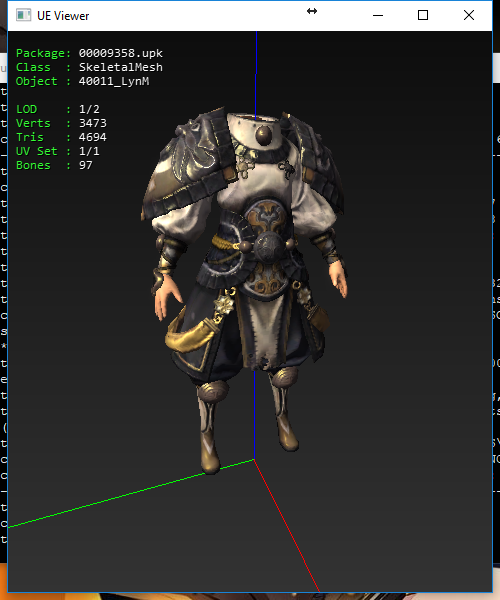 UE Viewer
Package: 00009358.upk
Class : SkeletalMesh
Object : 40011_LynM
LOD : 1/2
Verts : 3473
Tris : 4694
UV Set : 1/1
Bones : 97